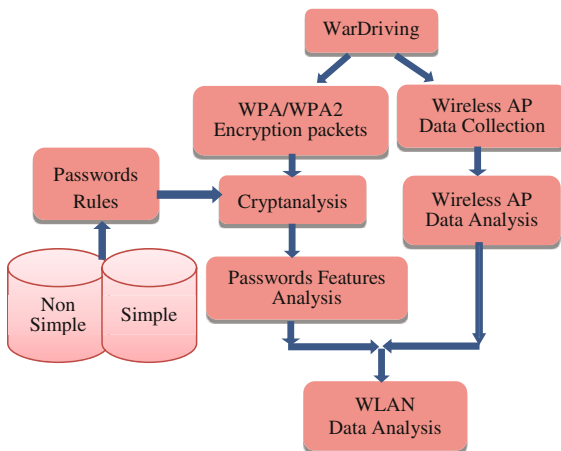 WarDriving
WPA/WPA2
Encryption packets
Wireless AP
Data Collection
Passwords
Rules
Cryptanalysis
Wireless AP
Data Analysis
Non
Simple
Simple
Passwords Features
Analysis
WLAN
Data Analysis